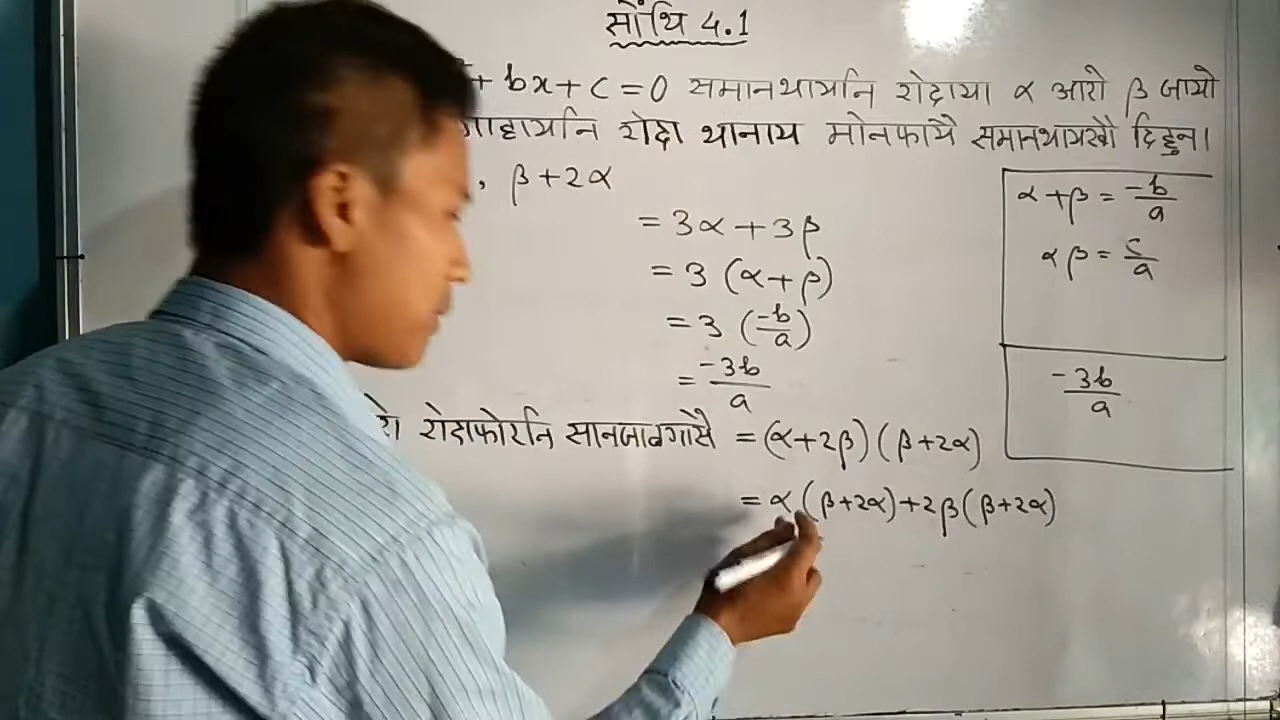 सौंथि 4.1
+ bx + c = 0 समानथायनि रोदाया α आरो β जायो
गाहायनि रोदा थानाय मोनफायै समानथायखौ दिहुन।
, β + 2α
α + β = -b/a
αβ = c/a
= 3α + 3β
= 3 (α + β)
= 3 (-b/a)
= -3b/a
-3b/a
रो रोदाफोरनि सानजाबगासै = (α + 2β) (β + 2α)
= α (β + 2α) + 2β (β + 2α)